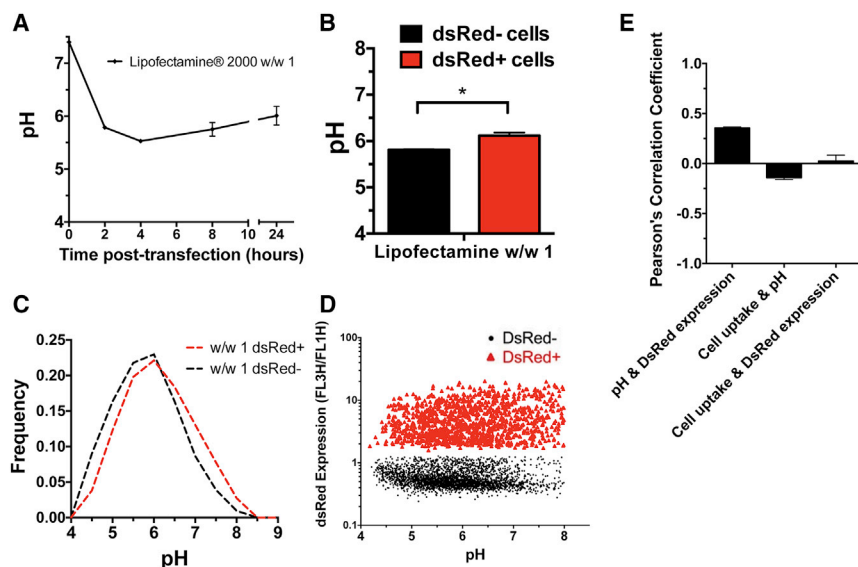 A
7
6
5
4
pH
Lipofectamine® 2000 w/w 1
0 2 4 6 8 10 24
Time post-transfection (hours)
B
dsRed- cells
dsRed+ cells
*
8
7
6
5
4
pH
Lipofectamine w/w 1
C
0.25
0.20
0.15
0.10
0.05
0.00
Frequency
w/w 1 dsRed+
w/w 1 dsRed-
4 5 6 7 8 9
pH
D
DsRed-
DsRed+
100
10
1
0.1
dsRed Expression (FL3H/FL1H)
4 5 6 7 8
pH
E
1.0
0.5
0.0
-0.5
-1.0
Pearson's Correlation Coefficient
pH & DsRed expression
Cell uptake & pH
Cell uptake & DsRed expression